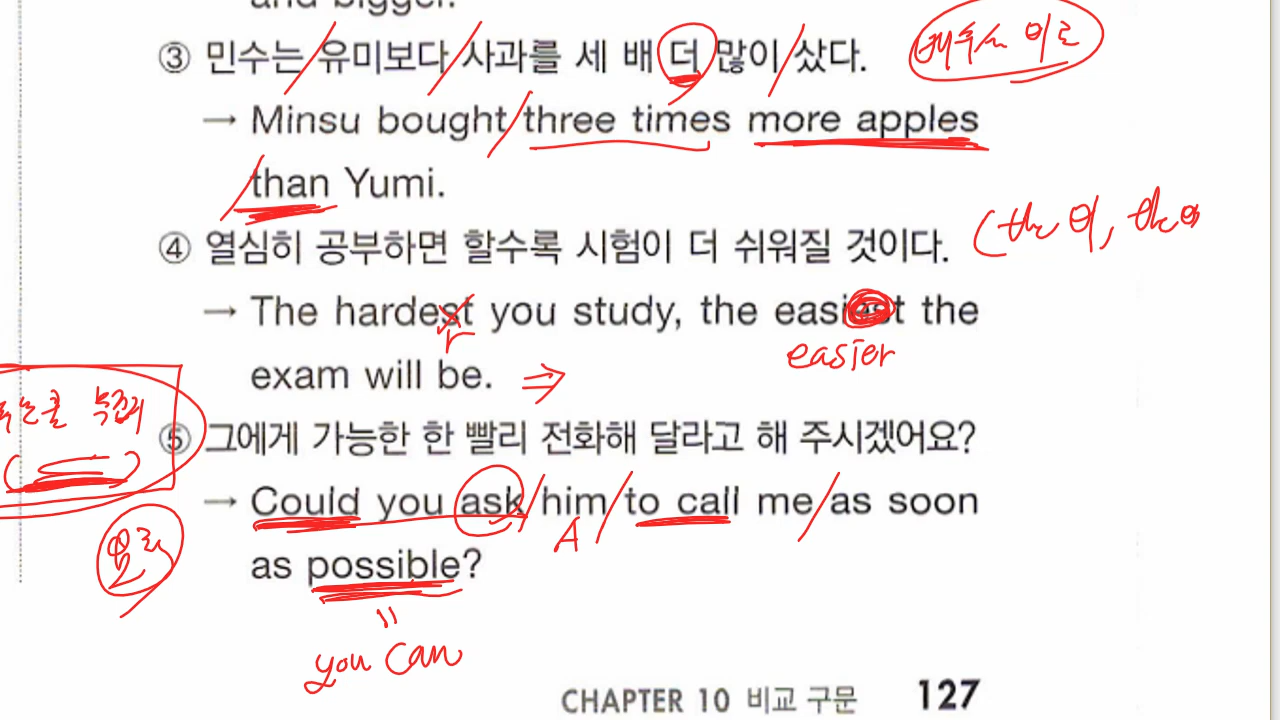 and bigger.
③ 민수는 유미보다 사과를 세 배 더 많이 샀다.
→ Minsu bought three times more apples
than Yumi.
④ 열심히 공부하면 할수록 시험이 더 쉬워질 것이다. (the er, the er
→ The hardest you study, the easiest the
r
easier
exam will be. ⇒
⑤ 그에게 가능한 한 빨리 전화해 달라고 해 주시겠어요?
→ Could you ask him to call me as soon
A
as possible?
"
you can
CHAPTER 10 비교 구문 127